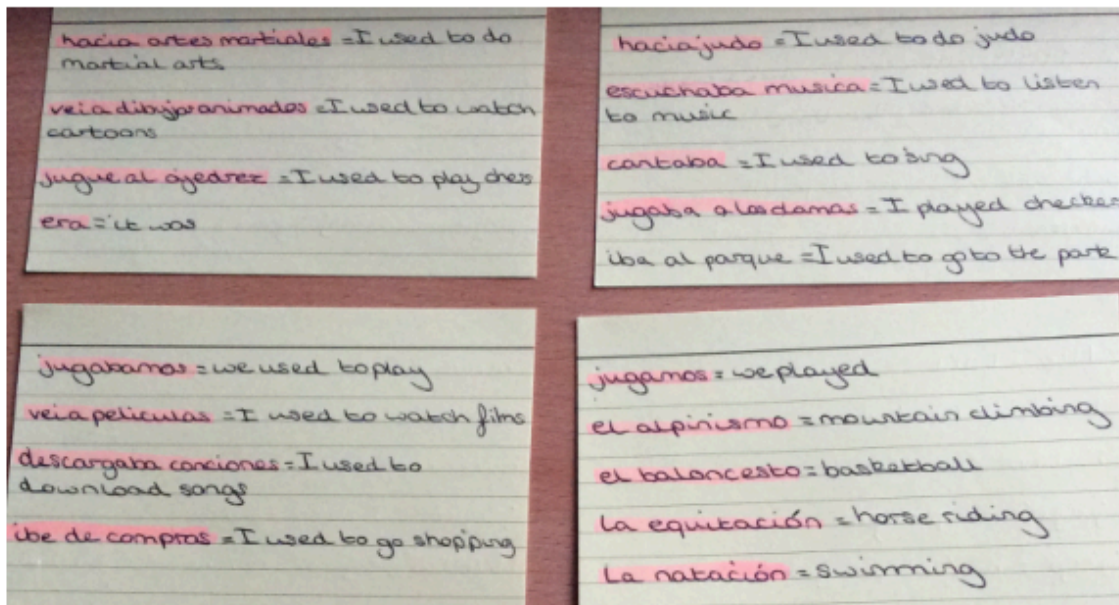 hacia artes martiales = I used to do
martial arts.
veia dibujos animados = I used to watch
cartoons
jugue al ajedrez = I used to play chess
era = it was
hacia judo = I used to do judo
escuchaba musica = I used to listen
to music
cantaba = I used to sing
jugaba a las damas = I played checkers
iba al parque = I used to go to the park
jugabamos = we used to play
veia peliculas = I used to watch films
descargaba canciones = I used to
download songs
iba de compras = I used to go shopping
jugamos = we played
el alpinismo = mountain climbing
el baloncesto = basketball
la equitación = horse riding
la natación = swimming